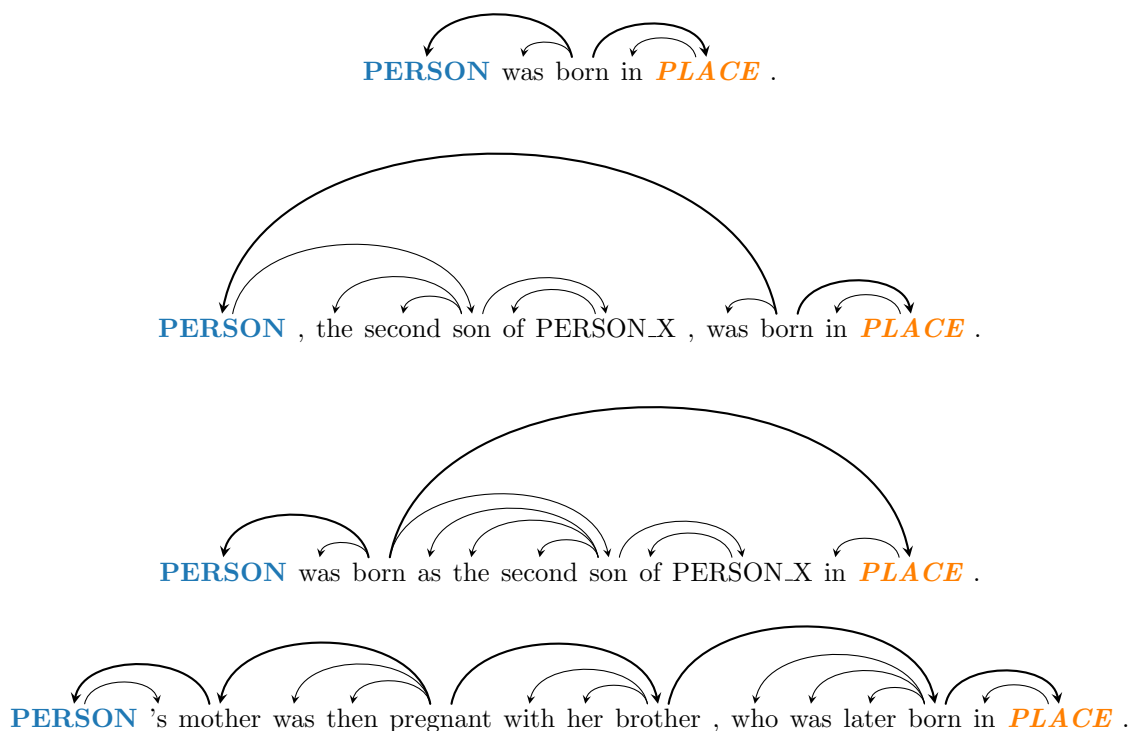 PERSON was born in PLACE .
PERSON , the second son of PERSON_X , was born in PLACE .
PERSON was born as the second son of PERSON_X in PLACE .
PERSON 's mother was then pregnant with her brother , who was later born in PLACE .